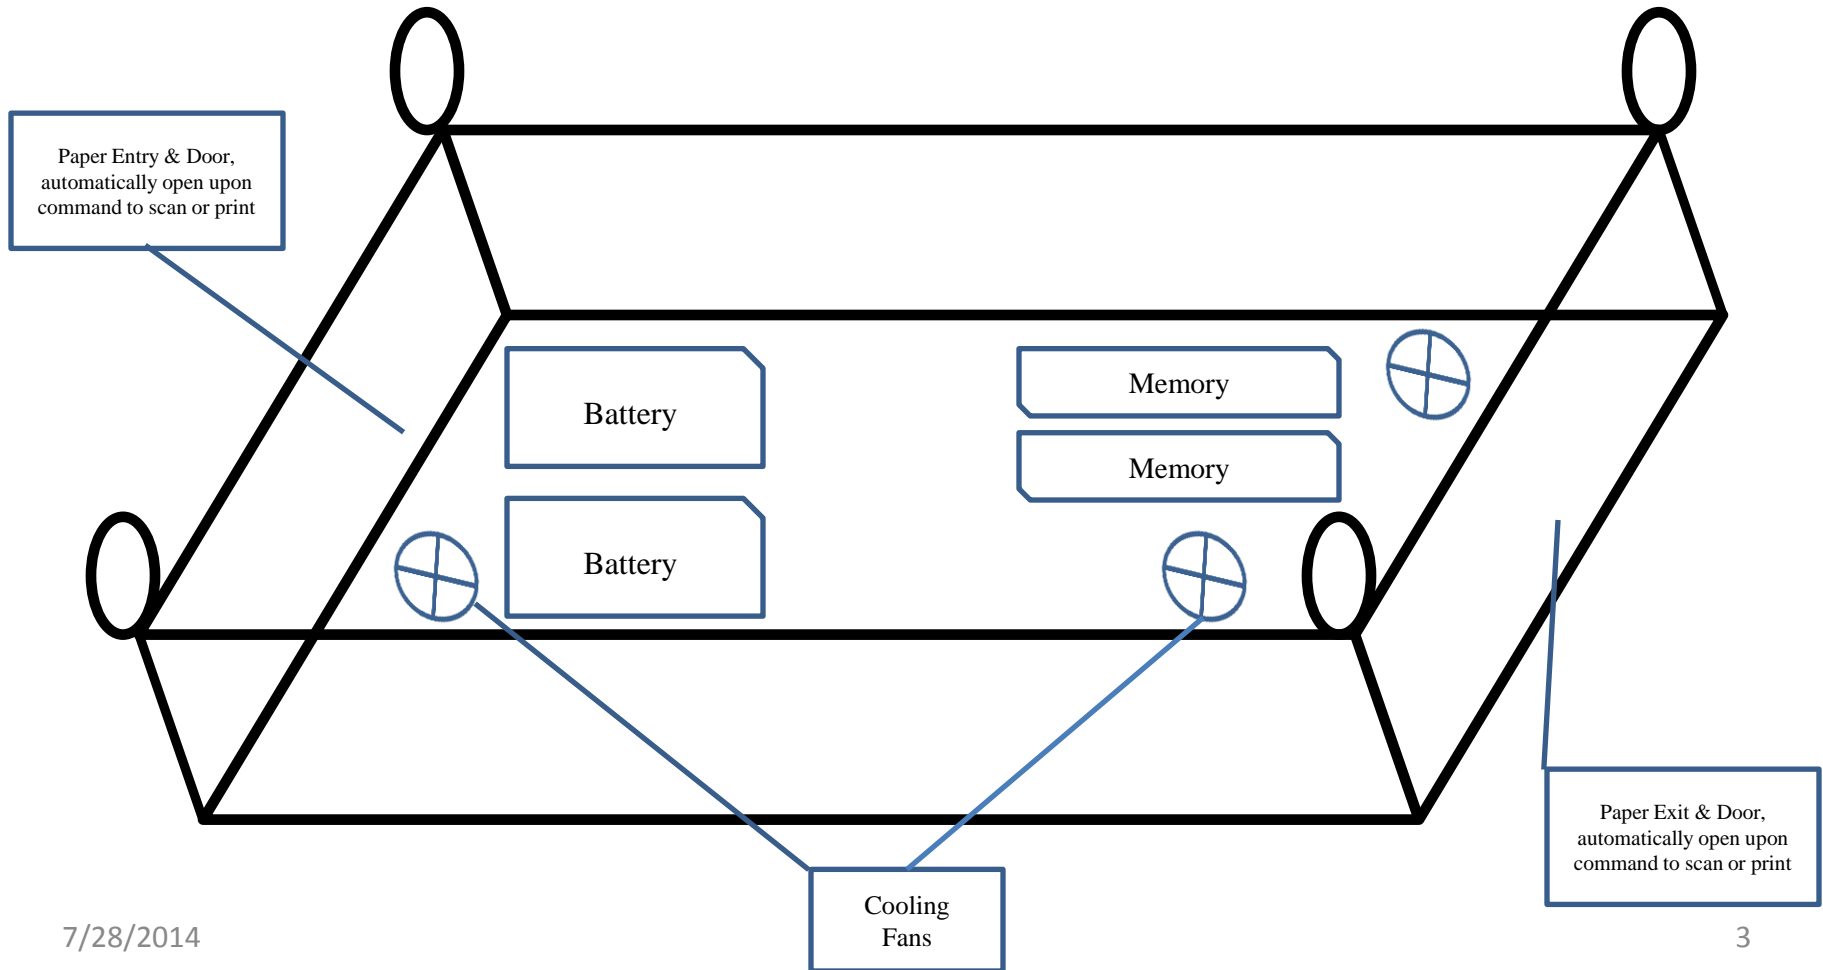 Paper Entry & Door,
automatically open upon
command to scan or print
Battery
Memory
Memory
Battery
Paper Exit & Door,
automatically open upon
command to scan or print
Cooling
Fans
7/28/2014
3